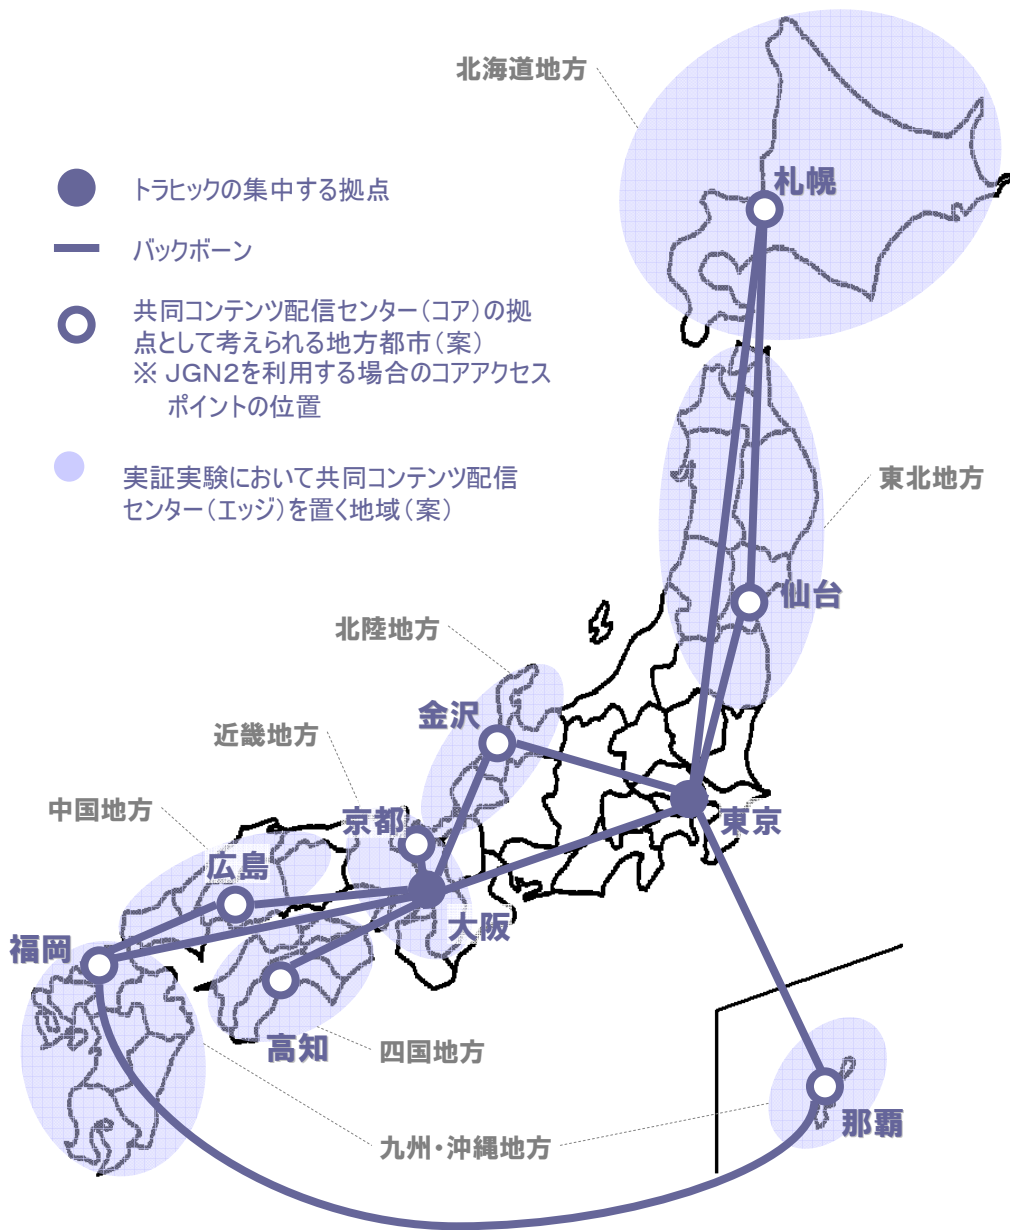 北海道地方
札幌
トラヒックの集中する拠点
バックボーン
共同コンテンツ配信センター（コア）の拠
点として考えられる地方都市（案）
※ JGN2を利用する場合のコアアクセス
ポイントの位置
実証実験において共同コンテンツ配信
センター（エッジ）を置く地域（案）
東北地方
仙台
北陸地方
金沢
近畿地方
中国地方
京都
東京
広島
大阪
福岡
高知
四国地方
九州・沖縄地方
那覇